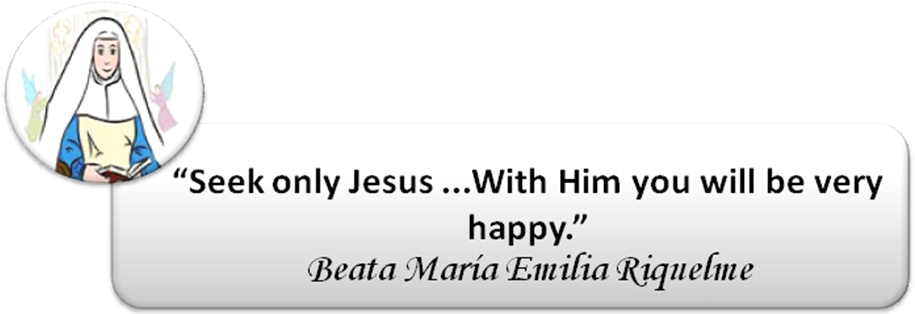 “Seek only Jesus ...With Him you will be very
happy.”
Beata María Emilia Riquelme